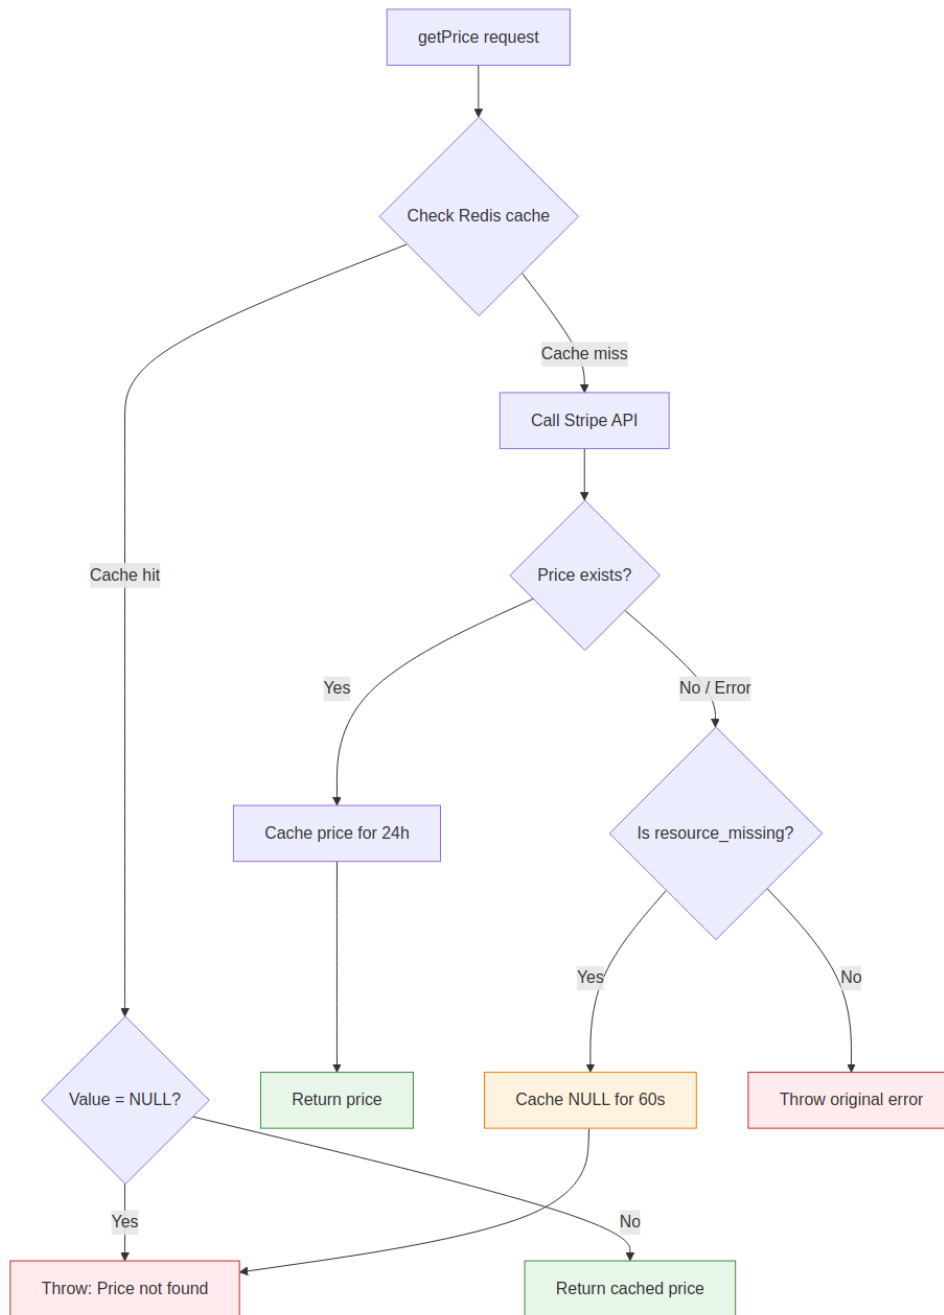 getPrice request
Check Redis cache
Cache miss
Call Stripe API
Cache hit
Price exists?
Yes
No / Error
Cache price for 24h
Is resource_missing?
Yes
No
Value = NULL?
Return price
Cache NULL for 60s
Throw original error
Yes
No
Throw: Price not found
Return cached price